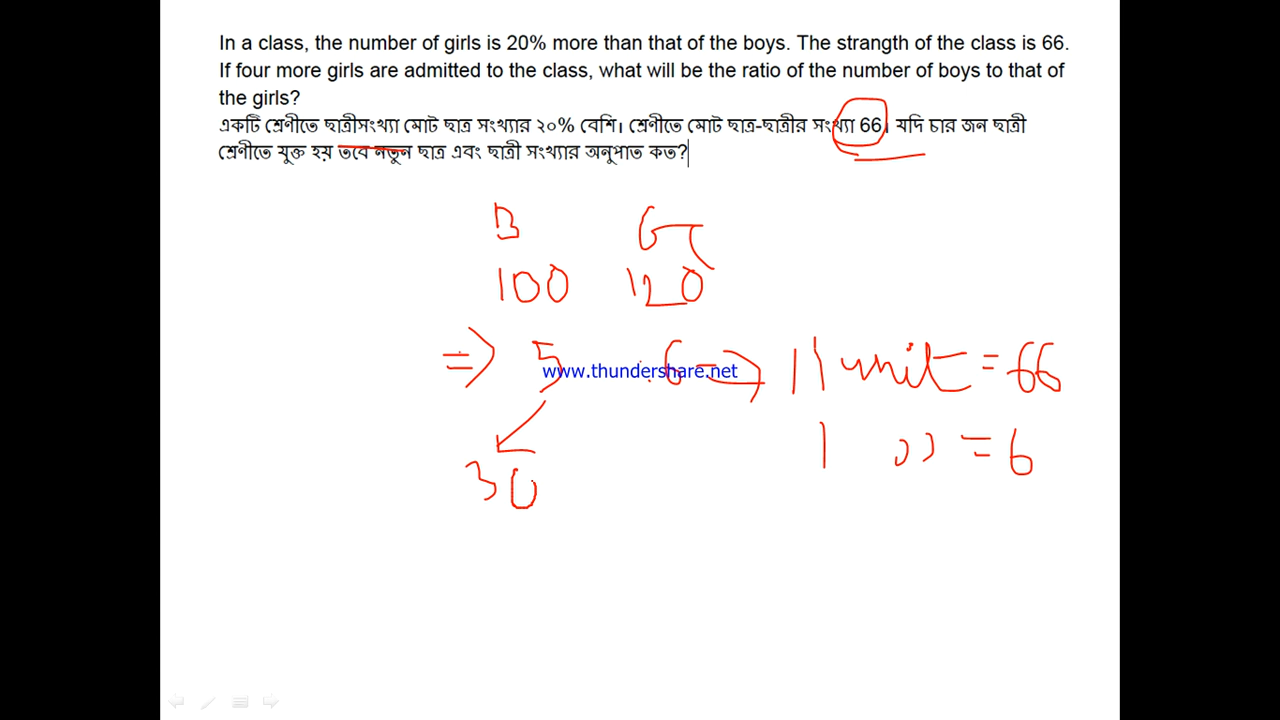 In a class, the number of girls is 20% more than that of the boys. The strangth of the class is 66.
If four more girls are admitted to the class, what will be the ratio of the number of boys to that of
the girls?
একটি শ্রেণীতে ছাত্রীসংখ্যা মোট ছাত্র সংখ্যার ২০% বেশি। শ্রেণীতে মোট ছাত্র-ছাত্রীর সংখ্যা 66। যদি চার জন ছাত্রী
শ্রেণীতে যুক্ত হয় তবে নতুন ছাত্র এবং ছাত্রী সংখ্যার অনুপাত কত?
B G
100 120
⇒ 5 : 6 → 11 unit = 66
www.thundershare.net
1 ,, = 6
30